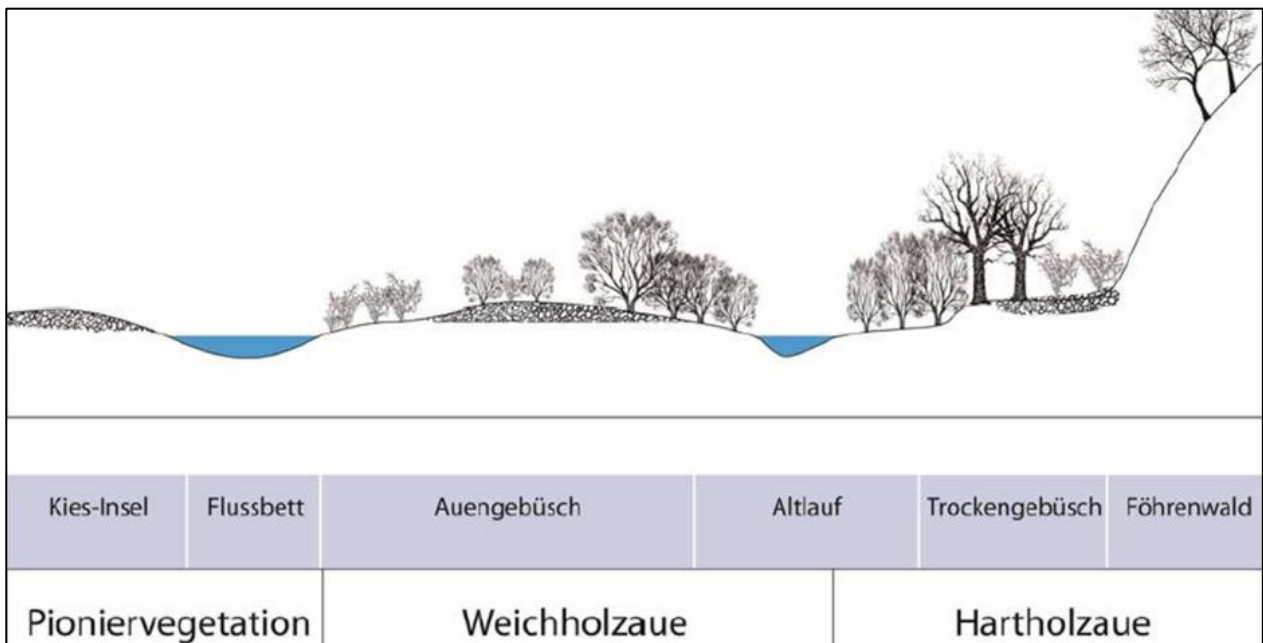 Kies-Insel Flussbett Auengebüsch Altlauf Trockengebüsch Föhrenwald
Pioniervegetation Weichholzaue Hartholzaue